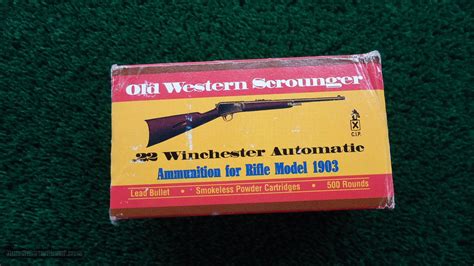 Old Western Scrounger
C.I.P.
.22 Winchester Automatic
Ammunition for Rifle Model 1903
Lead Bullet • Smokeless Powder Cartridges • 500 Rounds